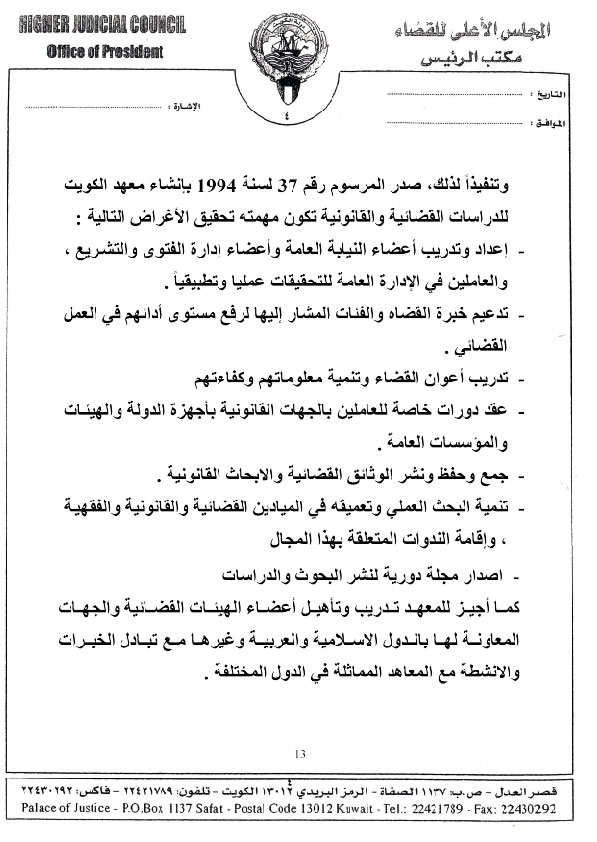 HIGHER JUDICIAL COUNCIL
المجلس الأعلى للقضاء
Office of President
مكتب الرئيس
التاريخ :
الإشارة :
الموافق :
٤
وتنفيذاً لذلك، صدر المرسوم رقم 37 لسنة 1994 بإنشاء معهد الكويت
للدراسات القضائية والقانونية تكون مهمته تحقيق الأغراض التالية :
- إعداد وتدريب أعضاء النيابة العامة وأعضاء ادارة الفتوى والتشريع ،
والعاملين في الإدارة العامة للتحقيقات عمليا وتطبيقياً .
- تدعيم خبرة القضاه والفئات المشار إليها لرفع مستوى أدائهم في العمل
القضائي .
- تدريب أعوان القضاء وتنمية معلوماتهم وكفاءتهم
- عقد دورات خاصة للعاملين بالجهات القانونية بأجهزة الدولة والهيئات
والمؤسسات العامة .
- جمع وحفظ ونشر الوثائق القضائية والابحاث القانونية .
- تنمية البحث العملي وتعميقه في الميادين القضائية والقانونية والفقهية
، وإقامة الندوات المتعلقة بهذا المجال
- اصدار مجلة دورية لنشر البحوث والدراسات
كما أجيز للمعهد تدريب وتأهيل أعضاء الهيئات القضائية والجهات
المعاونة لها بالدول الاسلامية والعربية وغيرها مع تبادل الخبرات
والانشطة مع المعاهد المماثلة في الدول المختلفة .
13
٤
قصر العدل - ص.ب: ١١٣٧ الصفاة - الرمز البريدي ١٣٠١٢ الكويت - تلفون: ٢٢٤٢١٧٨٩ - فاكس: ٢٢٤٣٠٢٩٢
Palace of Justice - P.O.Box 1137 Safat - Postal Code 13012 Kuwait - Tel.: 22421789 - Fax: 22430292